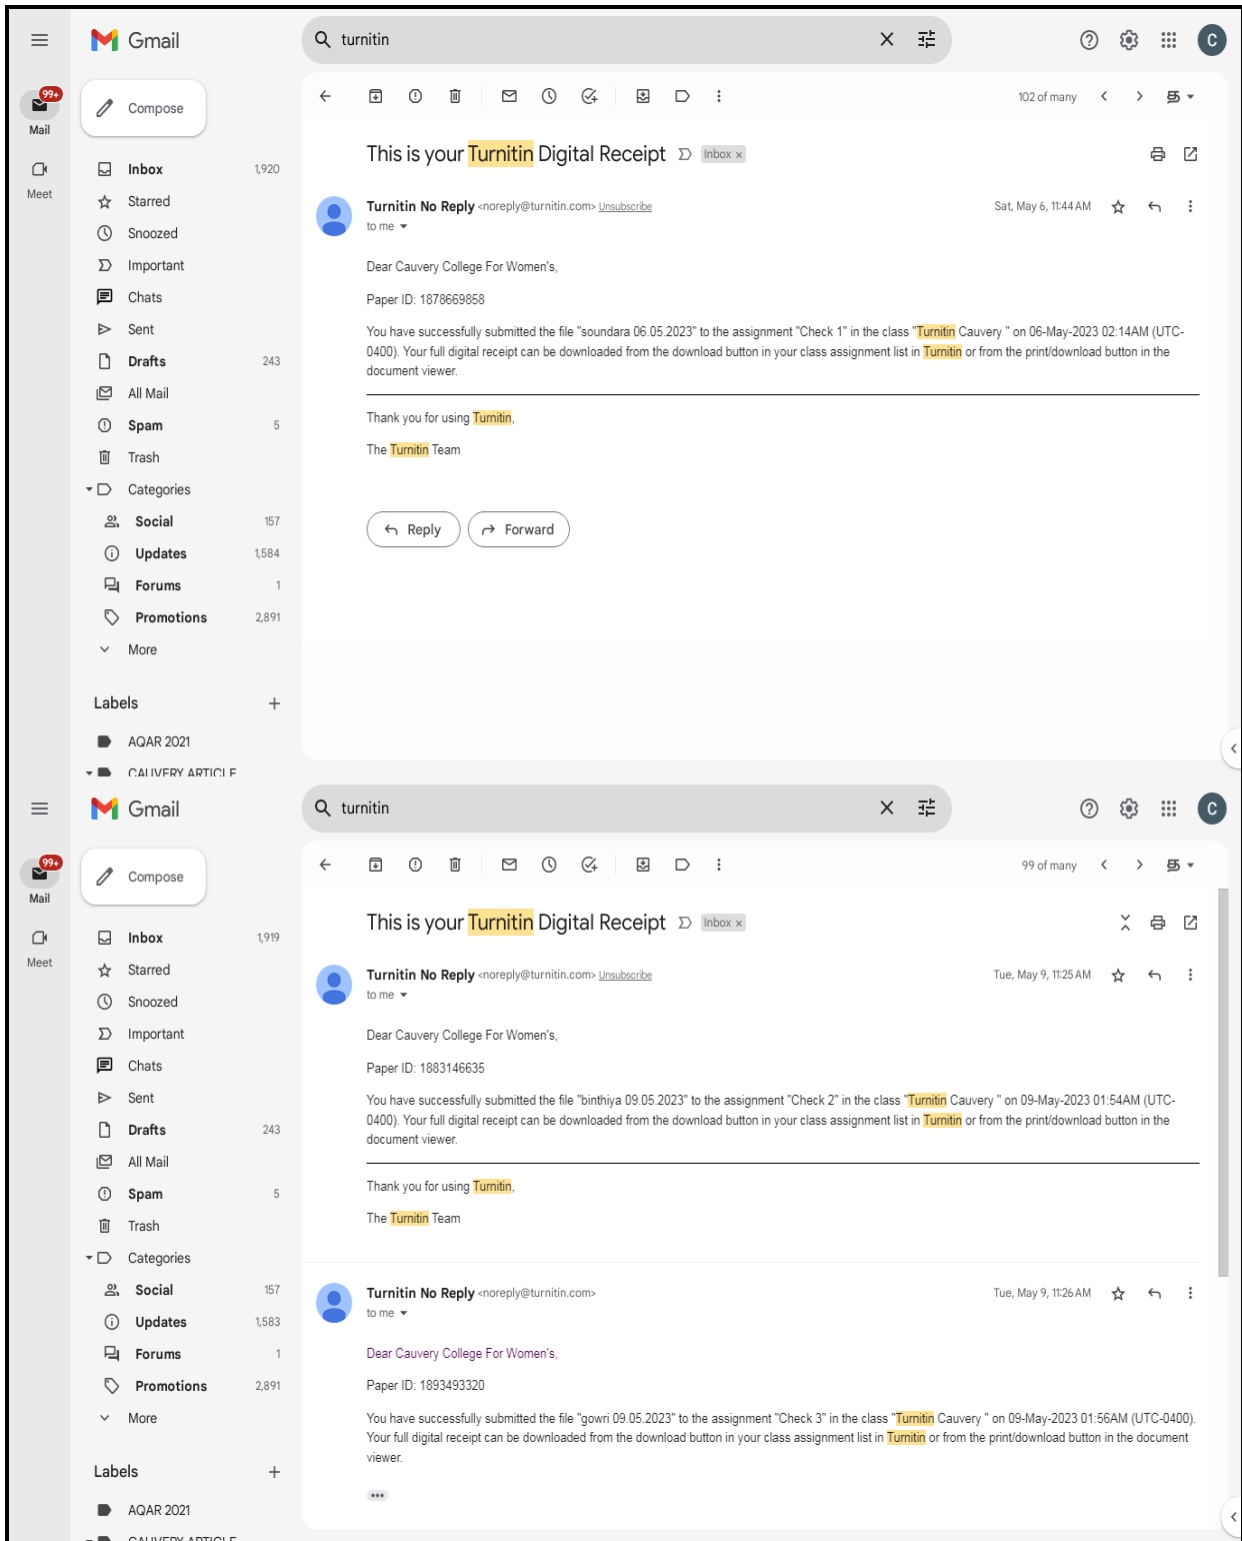 Gmail
turnitin
C
99+
Mail
Meet
Compose
Inbox 1,920
Starred
Snoozed
Important
Chats
Sent
Drafts 243
All Mail
Spam 5
Trash
Categories
Social 157
Updates 1,584
Forums 1
Promotions 2,891
More
Labels +
AQAR 2021
CAUVERY ARTICLE
102 of many
This is your Turnitin Digital Receipt Inbox ×
Turnitin No Reply <noreply@turnitin.com> Unsubscribe Sat, May 6, 11:44 AM
to me
Dear Cauvery College For Women's,
Paper ID: 1878669858
You have successfully submitted the file "soundara 06.05.2023" to the assignment "Check 1" in the class "Turnitin Cauvery " on 06-May-2023 02:14AM (UTC-
0400). Your full digital receipt can be downloaded from the download button in your class assignment list in Turnitin or from the print/download button in the
document viewer.
Thank you for using Turnitin,
The Turnitin Team
Reply Forward
Gmail
turnitin
C
99+
Mail
Meet
Compose
Inbox 1,919
Starred
Snoozed
Important
Chats
Sent
Drafts 243
All Mail
Spam 5
Trash
Categories
Social 157
Updates 1,583
Forums 1
Promotions 2,891
More
Labels +
AQAR 2021
CAUVERY ARTICLE
99 of many
This is your Turnitin Digital Receipt Inbox ×
Turnitin No Reply <noreply@turnitin.com> Unsubscribe Tue, May 9, 11:25 AM
to me
Dear Cauvery College For Women's,
Paper ID: 1883146635
You have successfully submitted the file "binthiya 09.05.2023" to the assignment "Check 2" in the class "Turnitin Cauvery " on 09-May-2023 01:54AM (UTC-
0400). Your full digital receipt can be downloaded from the download button in your class assignment list in Turnitin or from the print/download button in the
document viewer.
Thank you for using Turnitin,
The Turnitin Team
Turnitin No Reply <noreply@turnitin.com> Tue, May 9, 11:26 AM
to me
Dear Cauvery College For Women's,
Paper ID: 1893493320
You have successfully submitted the file "gowri 09.05.2023" to the assignment "Check 3" in the class "Turnitin Cauvery " on 09-May-2023 01:56AM (UTC-0400).
Your full digital receipt can be downloaded from the download button in your class assignment list in Turnitin or from the print/download button in the document
viewer.